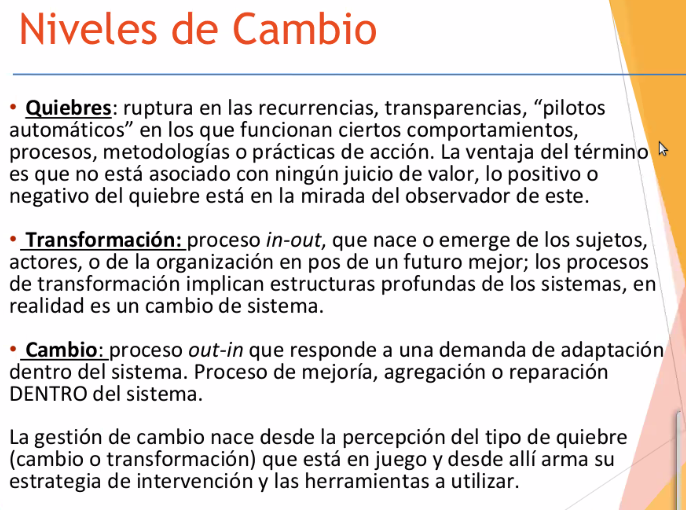 Niveles de Cambio
• Quiebres: ruptura en las recurrencias, transparencias, “pilotos
automáticos” en los que funcionan ciertos comportamientos,
procesos, metodologías o prácticas de acción. La ventaja del término
es que no está asociado con ningún juicio de valor, lo positivo o
negativo del quiebre está en la mirada del observador de este.
• Transformación: proceso in-out, que nace o emerge de los sujetos,
actores, o de la organización en pos de un futuro mejor; los procesos
de transformación implican estructuras profundas de los sistemas, en
realidad es un cambio de sistema.
• Cambio: proceso out-in que responde a una demanda de adaptación
dentro del sistema. Proceso de mejoría, agregación o reparación
DENTRO del sistema.
La gestión de cambio nace desde la percepción del tipo de quiebre
(cambio o transformación) que está en juego y desde allí arma su
estrategia de intervención y las herramientas a utilizar.